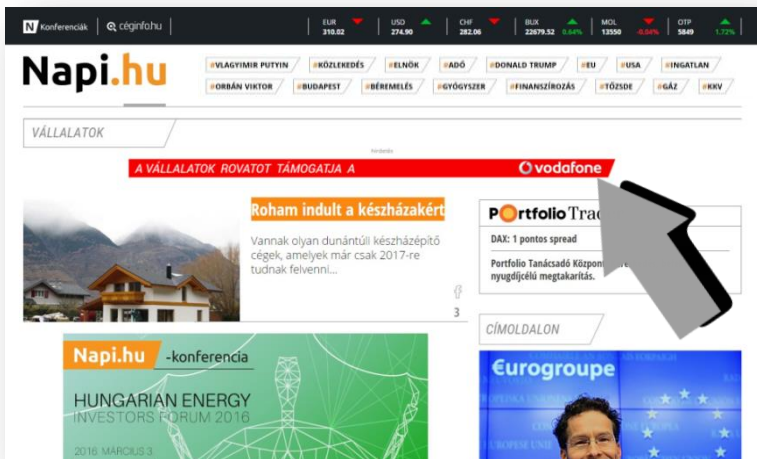 N Konferenciák
céginfo.hu
EUR 310.02
USD 274.90
CHF 282.06
BUX 22679.52 0.64%
MOL 13550 -0.04%
OTP 5849 1.72%
Napi.hu
#VLAGYIMIR PUTYIN #KÖZLEKEDÉS #ELNÖK #ADÓ #DONALD TRUMP #EU #USA #INGATLAN
#ORBÁN VIKTOR #BUDAPEST #BÉREMELÉS #GYÓGYSZER #FINANSZÍROZÁS #TŐZSDE #GÁZ #KKV
VÁLLALATOK
Hirdetés
A VÁLLALATOK ROVATOT TÁMOGATJA A vodafone
Roham indult a készházakért
Vannak olyan dunántúli készházépítő
cégek, amelyek már csak 2017-re
tudnak felvenni...
3
Portfolio
DAX: 1 pontos spread
Portfolio Tanácsadó
nyugdíjcélú megtakarítás.
CÍMOLDALON
Napi.hu -konferencia
HUNGARIAN ENERGY
INVESTORS FORUM 2016
2016 MÁRCIUS 3.
€urogroupe